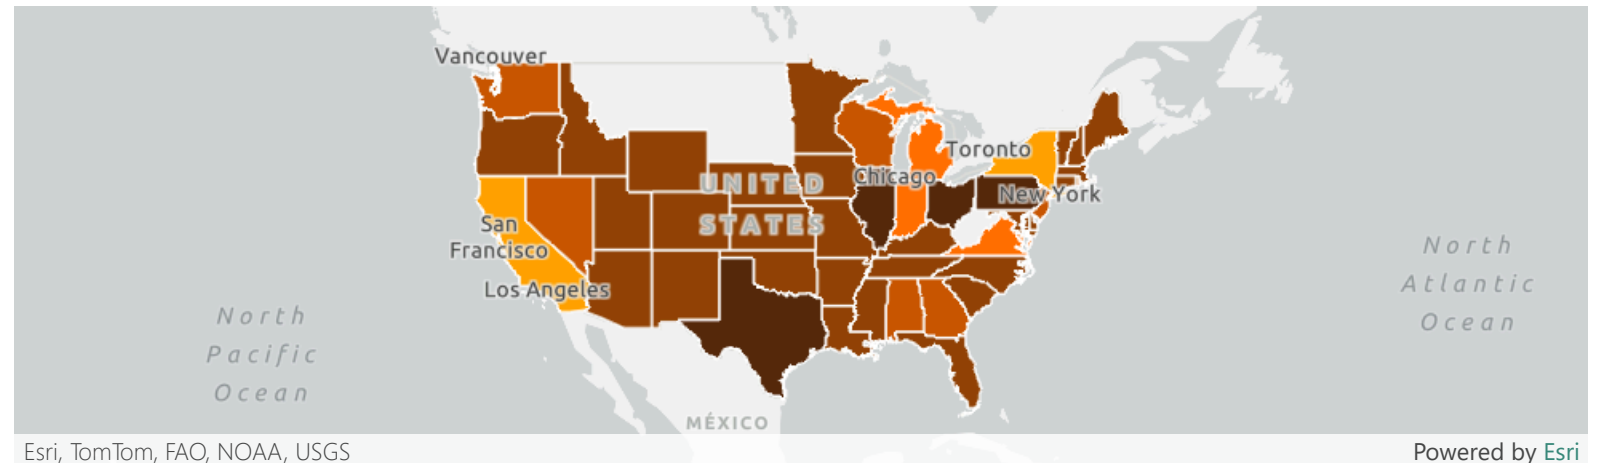 Vancouver
Toronto
Chicago
UNITED
STATES
New York
San
Francisco
Los Angeles
North
Pacific
Ocean
North
Atlantic
Ocean
MÉXICO
Esri, TomTom, FAO, NOAA, USGS
Powered by Esri